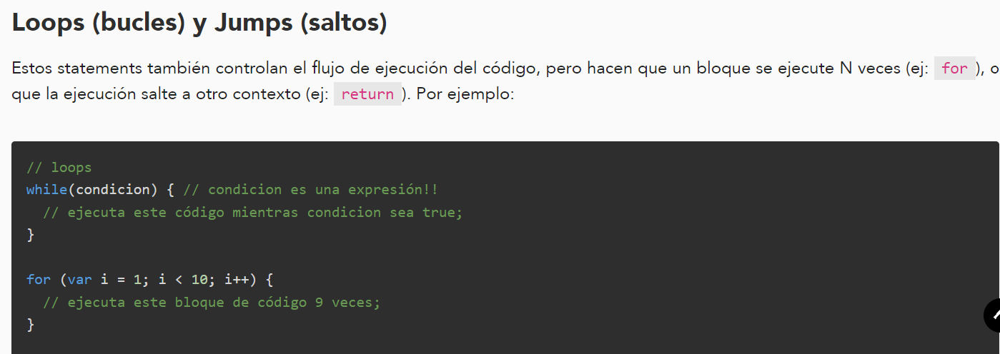 Loops (bucles) y Jumps (saltos)
Estos statements también controlan el flujo de ejecución del código, pero hacen que un bloque se ejecute N veces (ej: for ), o
que la ejecución salte a otro contexto (ej: return ). Por ejemplo:
// loops
while(condicion) { // condicion es una expresión!!
  // ejecuta este código mientras condicion sea true;
}
for (var i = 1; i < 10; i++) {
  // ejecuta este bloque de código 9 veces;
}